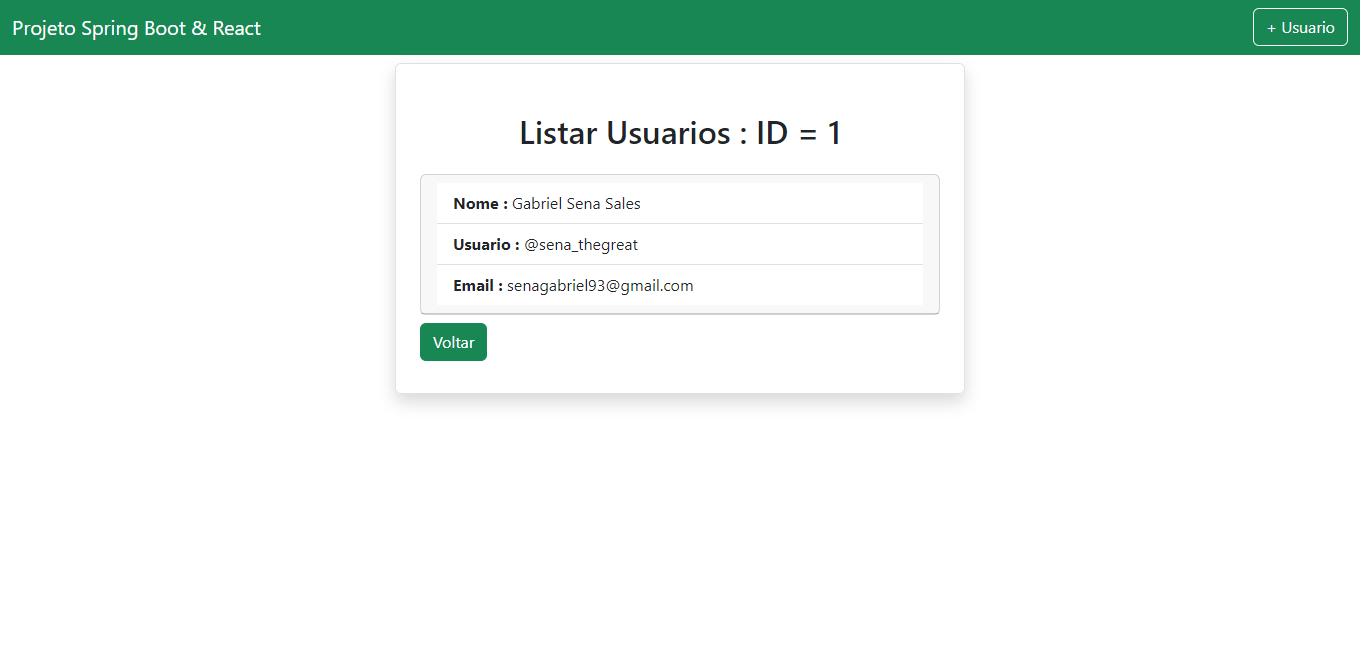 Projeto Spring Boot & React
+ Usuario
Listar Usuarios : ID = 1
Nome : Gabriel Sena Sales
Usuario : @sena_thegreat
Email : senagabriel93@gmail.com
Voltar